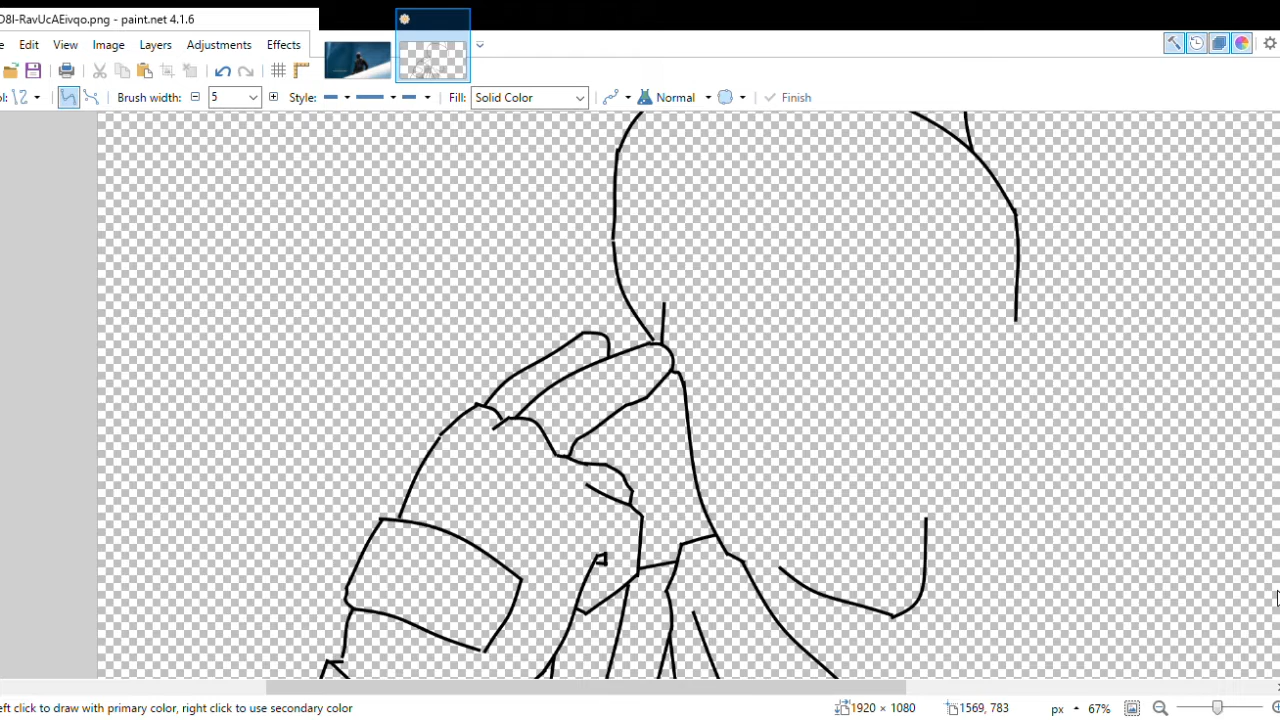 D8I-RavUcAEivqo.png - paint.net 4.1.6
Edit View Image Layers Adjustments Effects
Brush width: 5 Style: Fill: Solid Color Normal Finish
left click to draw with primary color, right click to use secondary color 1920 × 1080 1569, 783 px 67%